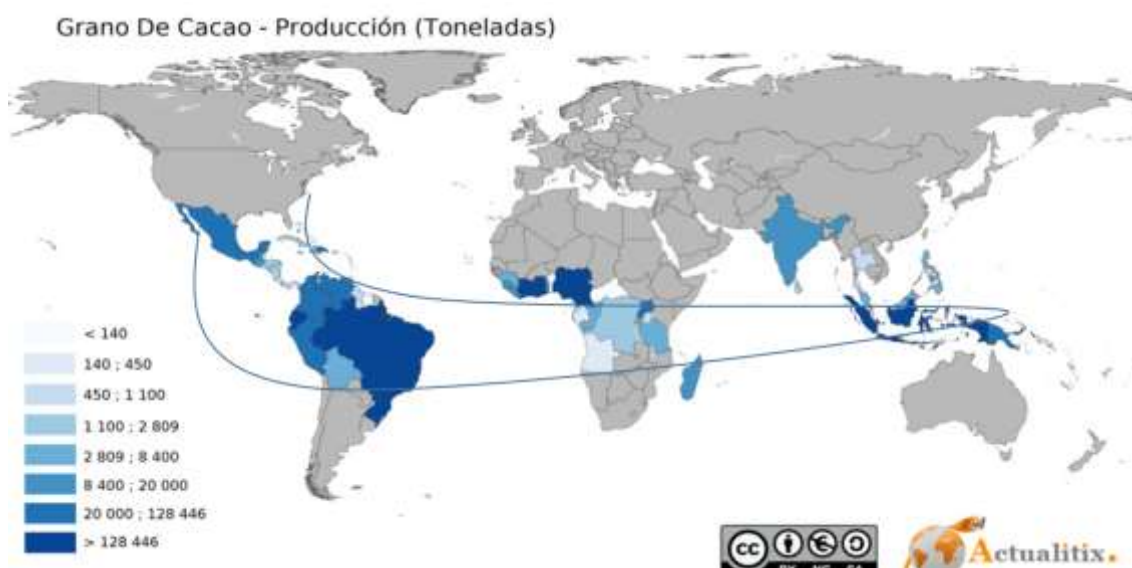 Grano De Cacao - Producción (Toneladas)
< 140
140 ; 450
450 ; 1 100
1 100 ; 2 809
2 809 ; 8 400
8 400 ; 20 000
20 000 ; 128 446
> 128 446
cc
Actualitix.